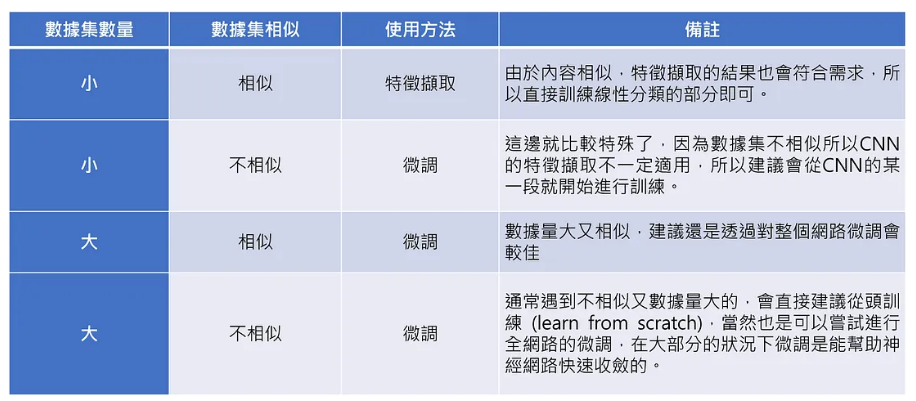 數據集數量 數據集相似 使用方法 備註
小 相似 特徵擷取 由於內容相似，特徵擷取的結果也會符合需求，所
以直接訓練線性分類的部分即可。
小 不相似 微調 這邊就比較特殊了，因為數據集不相似所以CNN
的特徵擷取不一定適用，所以建議會從CNN的某
一段就開始進行訓練。
大 相似 微調 數據量大又相似，建議還是透過對整個網路微調會
較佳
大 不相似 微調 通常遇到不相似又數據量大的，會直接建議從頭訓
練 (learn from scratch)，當然也是可以嘗試進行
全網路的微調，在大部分的狀況下微調是能幫助神
經網路快速收斂的。